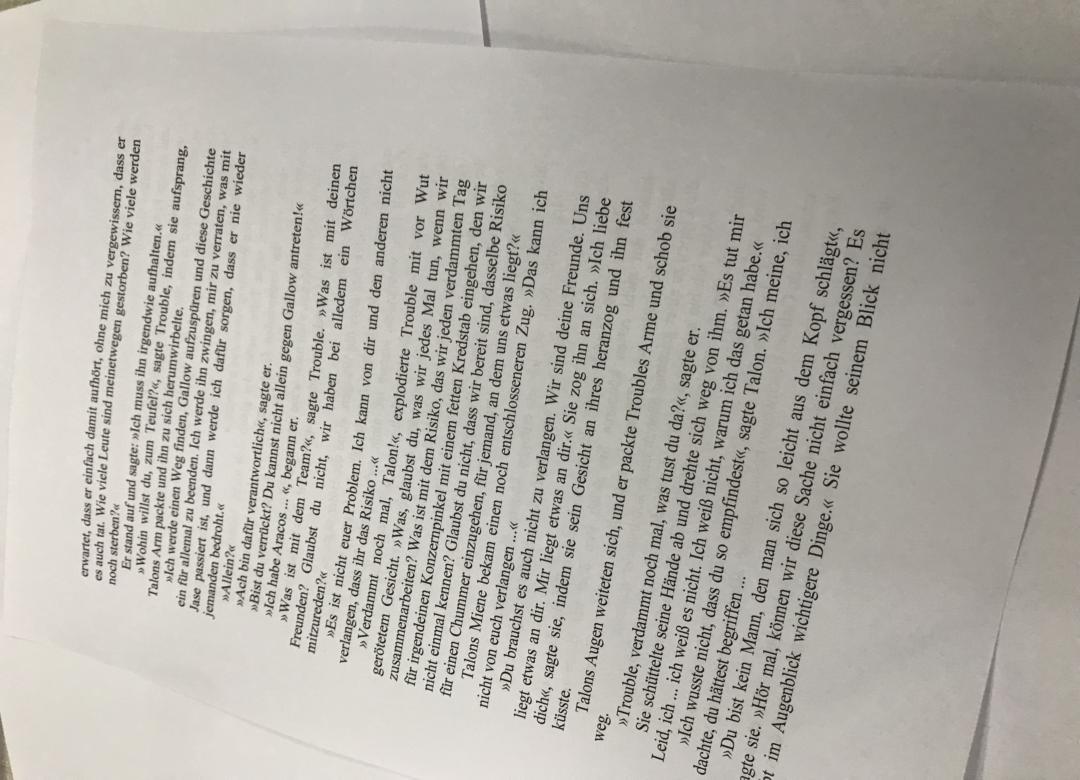 erwartet, dass er einfach damit aufhört, ohne mich zu vergewissern, dass er
es auch tat. Wie viele Leute sind meinetwegen gestorben? Wie viele werden
noch sterben?«
Er stand auf und sagte: »Ich muss ihn irgendwie aufhalten.«
»Wohin willst du, zum Teufel?«, sagte Trouble, indem sie aufsprang,
Talons Arm packte und ihn zu sich herumwirbelte.
»Ich werde einen Weg finden, Gallow aufzuspüren und diese Geschichte
ein für allemal zu beenden. Ich werde ihn zwingen, mir zu verraten, was mit
Jase passiert ist, und dann werde ich dafür sorgen, dass er nie wieder
jemanden bedroht.«
»Allein?«
»Ach bin dafür verantwortlich«, sagte er.
»Bist du verrückt? Du kannst nicht allein gegen Gallow antreten!«
»Ich habe Aracos ... «, begann er.
»Was ist mit dem Team?«, sagte Trouble. »Was ist mit deinen
Freunden? Glaubst du nicht, wir haben bei alledem ein Wörtchen
mitzureden?«
»Es ist nicht euer Problem. Ich kann von dir und den anderen nicht
verlangen, dass ihr das Risiko ...«
»Verdammt noch mal, Talon!«, explodierte Trouble mit vor Wut
gerötetem Gesicht. »Was, glaubst du, was wir jedes Mal tun, wenn wir
zusammenarbeiten? Was ist mit dem Risiko, das wir jeden verdammten Tag
für irgendeinen Konzernpinkel mit einem fetten Kredstab eingehen, den wir
nicht einmal kennen? Glaubst du nicht, dass wir bereit sind, dasselbe Risiko
für einen Chummer einzugehen, für jemand, an dem uns etwas liegt?«
Talons Miene bekam einen noch entschlosseneren Zug. »Das kann ich
nicht von euch verlangen ...«
»Du brauchst es auch nicht zu verlangen. Wir sind deine Freunde. Uns
liegt etwas an dir. Mir liegt etwas an dir.« Sie zog ihn an sich. »Ich liebe
dich«, sagte sie, indem sie sein Gesicht an ihres heranzog und ihn fest
küsste.
Talons Augen weiteten sich, und er packte Troubles Arme und schob sie
weg.
»Trouble, verdammt noch mal, was tust du da?«, sagte er.
Sie schüttelte seine Hände ab und drehte sich weg von ihm. »Es tut mir
Leid, ich ... ich weiß es nicht. Ich weiß nicht, warum ich das getan habe.«
»Ich wusste nicht, dass du so empfindest«, sagte Talon. »Ich meine, ich
dachte, du hättest begriffen ...
»Du bist kein Mann, den man sich so leicht aus dem Kopf schlägt«,
sagte sie. »Hör mal, können wir diese Sache nicht einfach vergessen? Es
im Augenblick wichtigere Dinge.« Sie wollte seinem Blick nicht